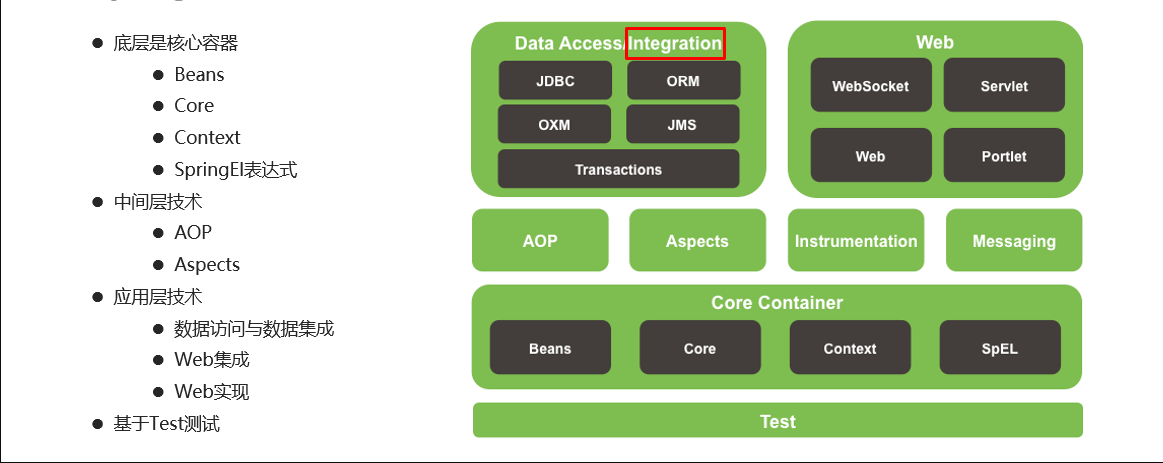 底层是核心容器
Beans
Core
Context
SpringEl表达式
中间层技术
AOP
Aspects
应用层技术
数据访问与数据集成
Web集成
Web实现
基于Test测试
Data Access/Integration
JDBC ORM
OXM JMS
Transactions
Web
WebSocket Servlet
Web Portlet
AOP Aspects Instrumentation Messaging
Core Container
Beans Core Context SpEL
Test